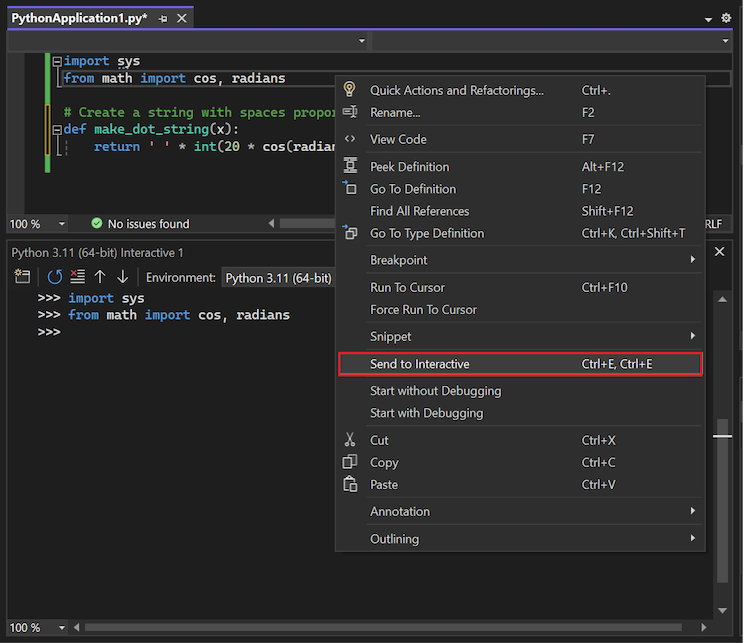 PythonApplication1.py*
import sys
from math import cos, radians
# Create a string with spaces propor
def make_dot_string(x):
return ' ' * int(20 * cos(radian
100 %
No issues found
RLF
Quick Actions and Refactorings... Ctrl+.
Rename... F2
View Code F7
Peek Definition Alt+F12
Go To Definition F12
Find All References Shift+F12
Go To Type Definition Ctrl+K, Ctrl+Shift+T
Breakpoint
Run To Cursor Ctrl+F10
Force Run To Cursor
Snippet
Send to Interactive Ctrl+E, Ctrl+E
Start without Debugging
Start with Debugging
Cut Ctrl+X
Copy Ctrl+C
Paste Ctrl+V
Annotation
Outlining
Python 3.11 (64-bit) Interactive 1
Environment: Python 3.11 (64-bit)
>>> import sys
>>> from math import cos, radians
>>>
100 %